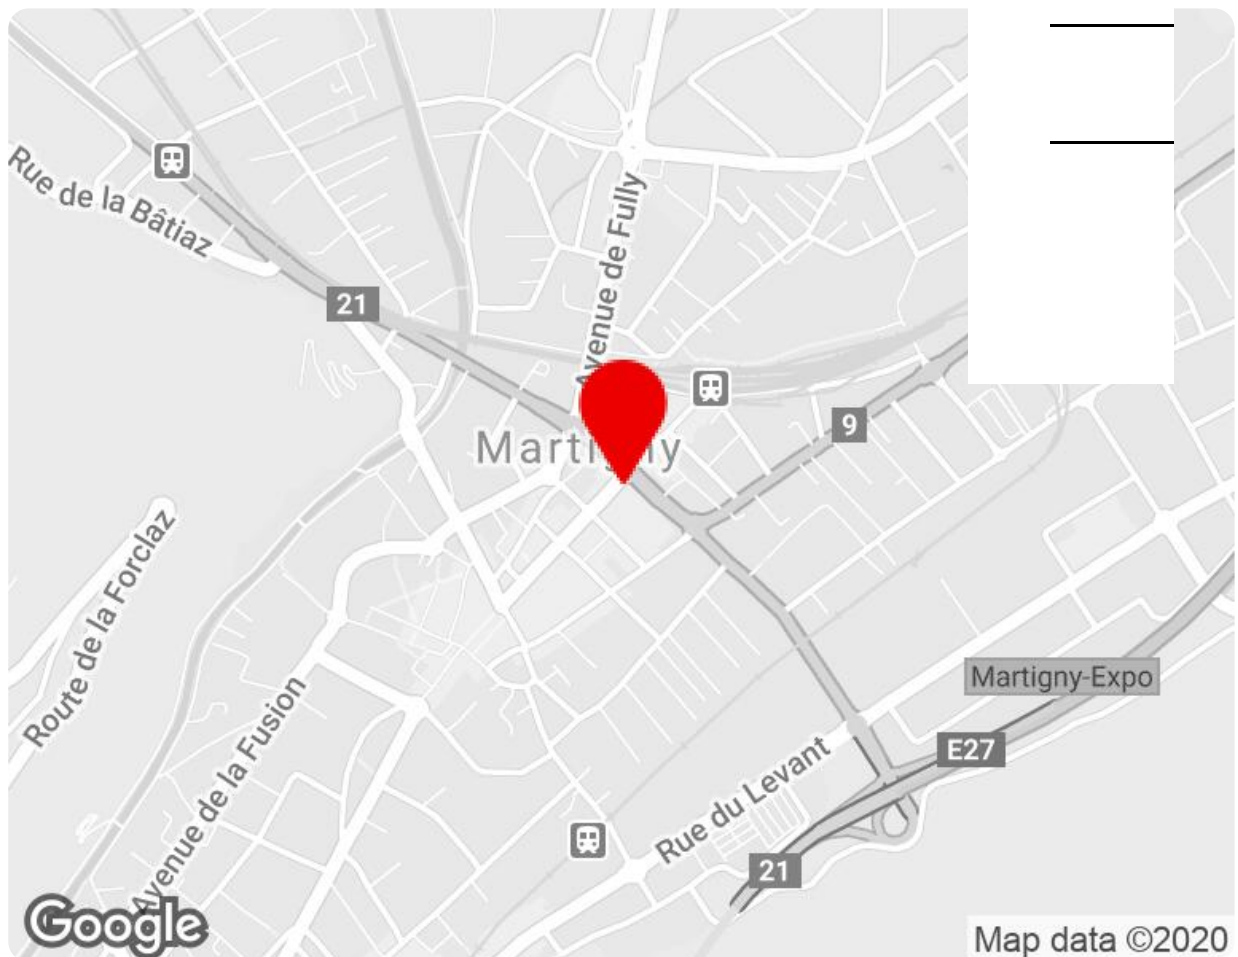 Rue de la Bâtiaz
Avenue de Fully
21
9
Martigny
Route de la Forclaz
Martigny-Expo
Avenue de la Fusion
E27
Rue du Levant
21
Google
Map data ©2020